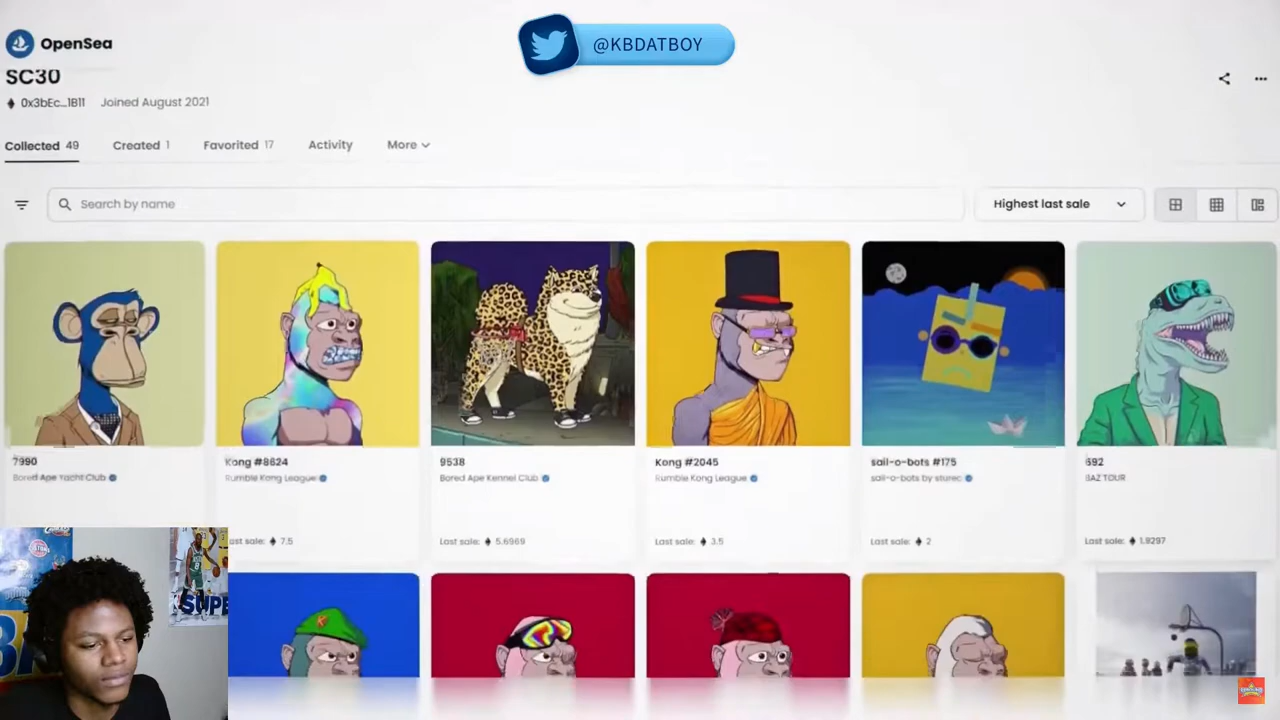 @KBDATBOY
OpenSea
SC30
0x3bEc...1B11 Joined August 2021
Collected 49 Created 1 Favorited 17 Activity More
Search by name
Highest last sale
7990
Bored Ape Yacht Club
Kong #8624
Rumble Kong League
Last sale: 7.5
9538
Bored Ape Kennel Club
Last sale: 5.6969
Kong #2045
Rumble Kong League
Last sale: 3.5
sail-o-bots #175
sail-o-bots by sturec
Last sale: 2
692
BAZ TOUR
Last sale: 1.8297
SUPE